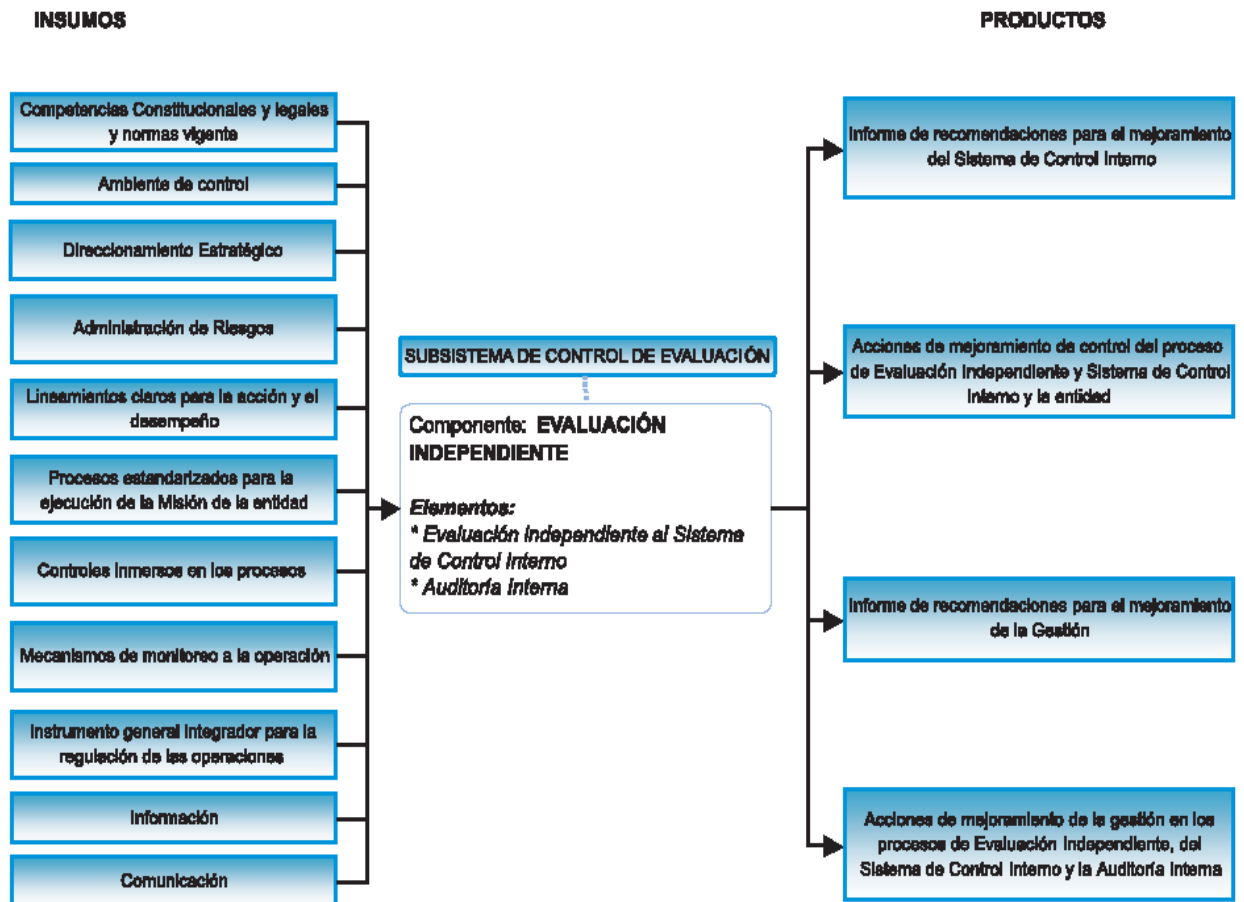 INSUMOS
PRODUCTOS
Competencias Constitucionales y legales
y normas vigente
Ambiente de control
Direccionamiento Estratégico
Administración de Riesgos
Lineamientos claros para la acción y el
desempeño
Procesos estandarizados para la
ejecución de la Misión de la entidad
Controles inmersos en los procesos
Mecanismos de monitoreo a la operación
Instrumento general integrador para la
regulación de las operaciones
Información
Comunicación
SUBSISTEMA DE CONTROL DE EVALUACIÓN
Componente: EVALUACIÓN
INDEPENDIENTE
Elementos:
* Evaluación Independiente al Sistema
de Control Interno
* Auditoría Interna
Informe de recomendaciones para el mejoramiento
del Sistema de Control Interno
Acciones de mejoramiento de control del proceso
de Evaluación Independiente y Sistema de Control
Interno y la entidad
Informe de recomendaciones para el mejoramiento
de la Gestión
Acciones de mejoramiento de la gestión en los
procesos de Evaluación Independiente, del
Sistema de Control Interno y la Auditoría Interna